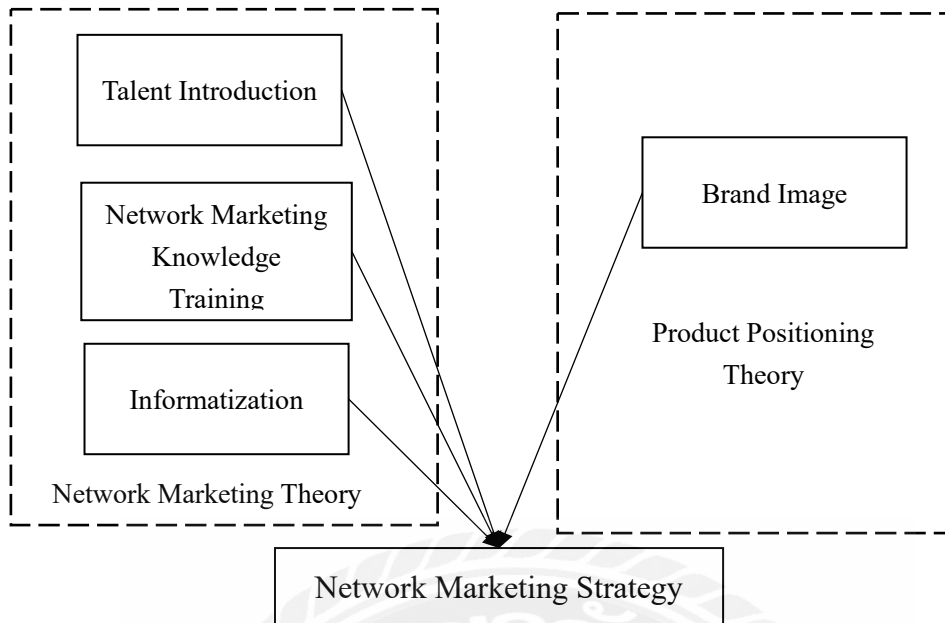 Talent Introduction
Network Marketing
Knowledge
Training
Informatization
Network Marketing Theory
Brand Image
Product Positioning
Theory
Network Marketing Strategy